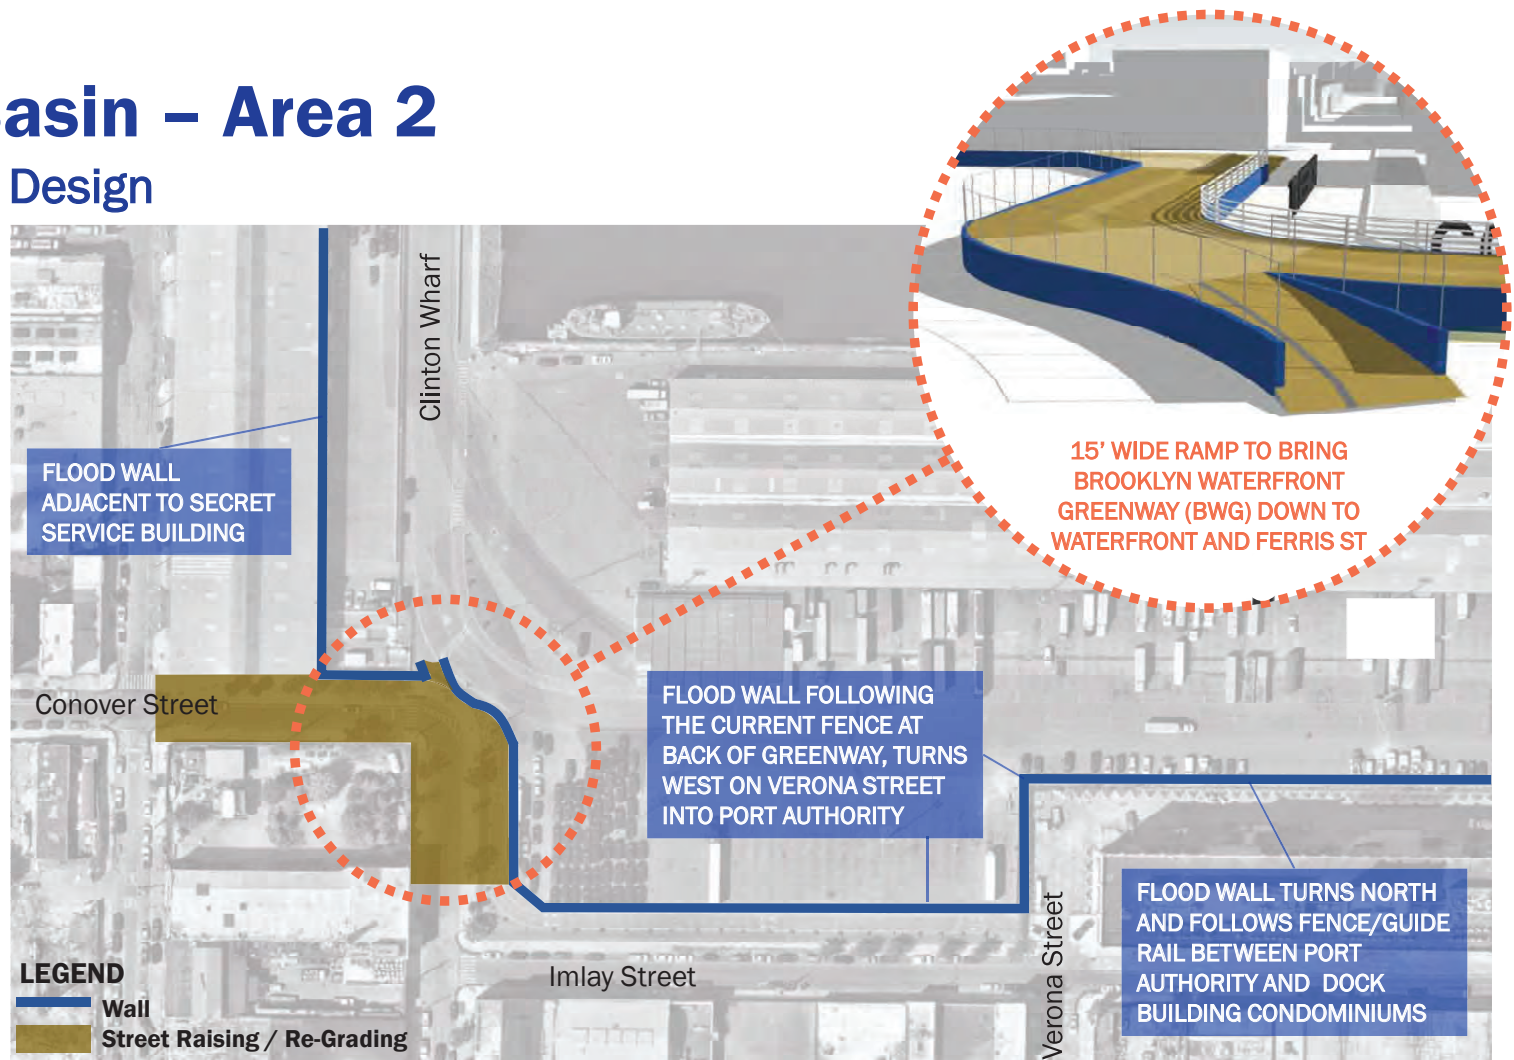 asin – Area 2
Design
15' WIDE RAMP TO BRING
BROOKLYN WATERFRONT
GREENWAY (BWG) DOWN TO
WATERFRONT AND FERRIS ST
Clinton Wharf
FLOOD WALL
ADJACENT TO SECRET
SERVICE BUILDING
Conover Street
FLOOD WALL FOLLOWING
THE CURRENT FENCE AT
BACK OF GREENWAY, TURNS
WEST ON VERONA STREET
INTO PORT AUTHORITY
FLOOD WALL TURNS NORTH
AND FOLLOWS FENCE/GUIDE
RAIL BETWEEN PORT
AUTHORITY AND DOCK
BUILDING CONDOMINIUMS
Imlay Street
Verona Street
LEGEND
Wall
Street Raising / Re-Grading